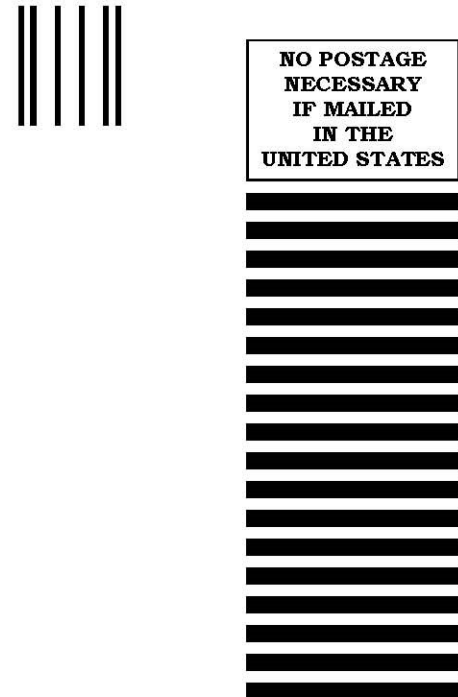 NO POSTAGE
NECESSARY
IF MAILED
IN THE
UNITED STATES